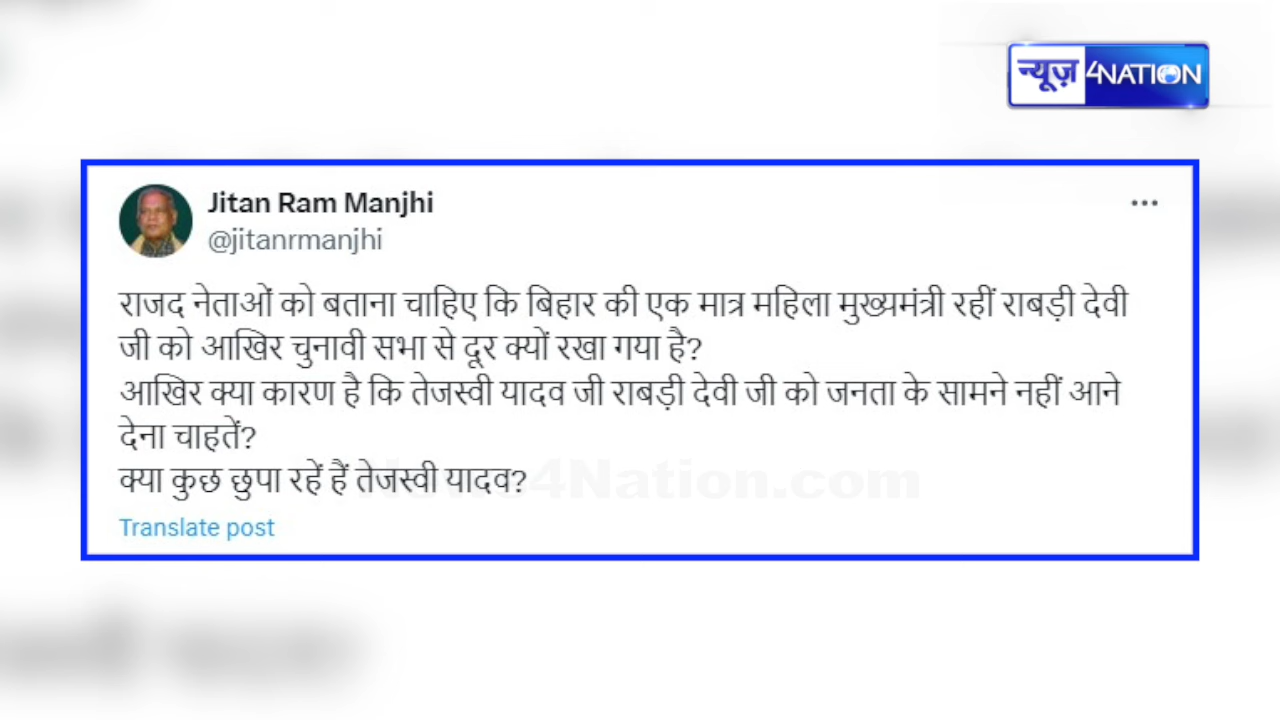 न्यूज़ 4NATION
Jitan Ram Manjhi
@jitanrmanjhi
राजद नेताओं को बताना चाहिए कि बिहार की एक मात्र महिला मुख्यमंत्री रहीं राबड़ी देवी
जी को आखिर चुनावी सभा से दूर क्यों रखा गया है?
आखिर क्या कारण है कि तेजस्वी यादव जी राबड़ी देवी जी को जनता के सामने नहीं आने
देना चाहतें?
क्या कुछ छुपा रहें हैं तेजस्वी यादव?
News4Nation.com
Translate post